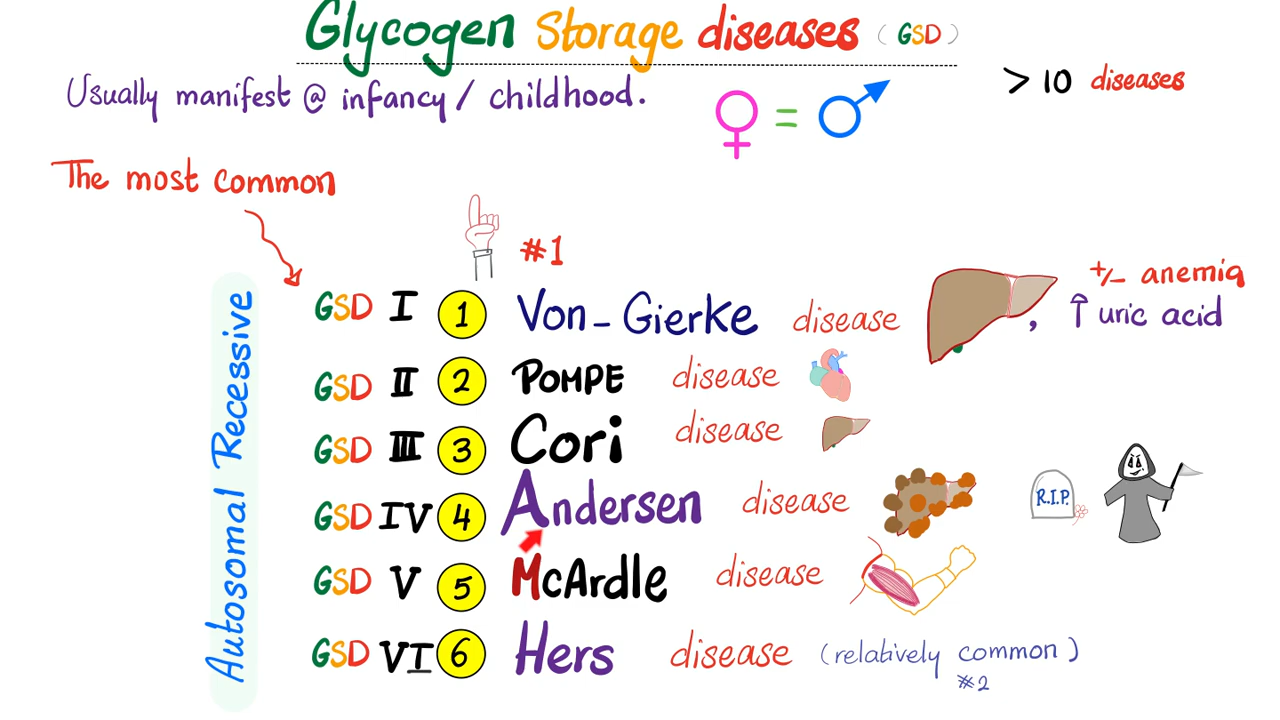 Glycogen Storage diseases (GSD)
Usually manifest @ infancy / childhood.
> 10 diseases
The most common
#1
Autosomal Recessive
GSD I 1 Von-Gierke disease , +/- anemia
↑ uric acid
GSD II 2 POMPE disease
GSD III 3 Cori disease
GSD IV 4 Andersen disease R.I.P.
GSD V 5 McArdle disease
GSD VI 6 Hers disease (relatively common)
#2